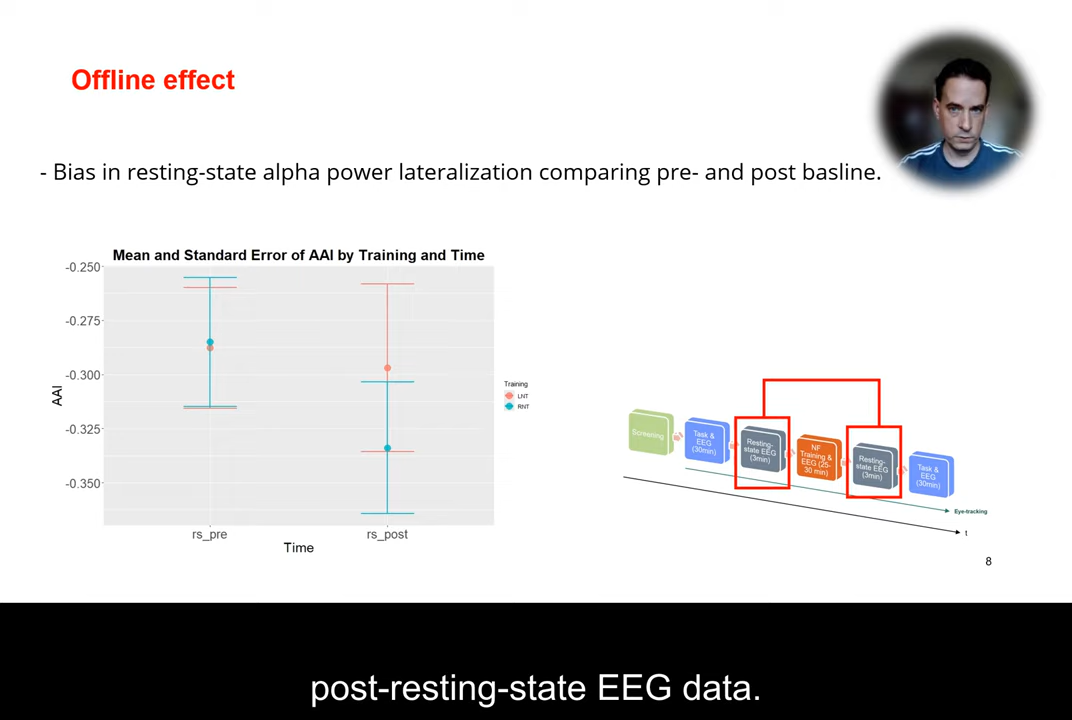 Offline effect
- Bias in resting-state alpha power lateralization comparing pre- and post basline.
Mean and Standard Error of AAI by Training and Time
-0.250
-0.275
-0.300
-0.325
-0.350
AAI
rs_pre
rs_post
Time
Training
LNT
RNT
Screening
Task &
EEG
(30min)
Resting-
state EEG
(3min)
NF
Training &
EEG (25-
30 min)
Resting-
state EEG
(3min)
Task &
EEG
(30min)
Eye-tracking
t
8
post-resting-state EEG data.